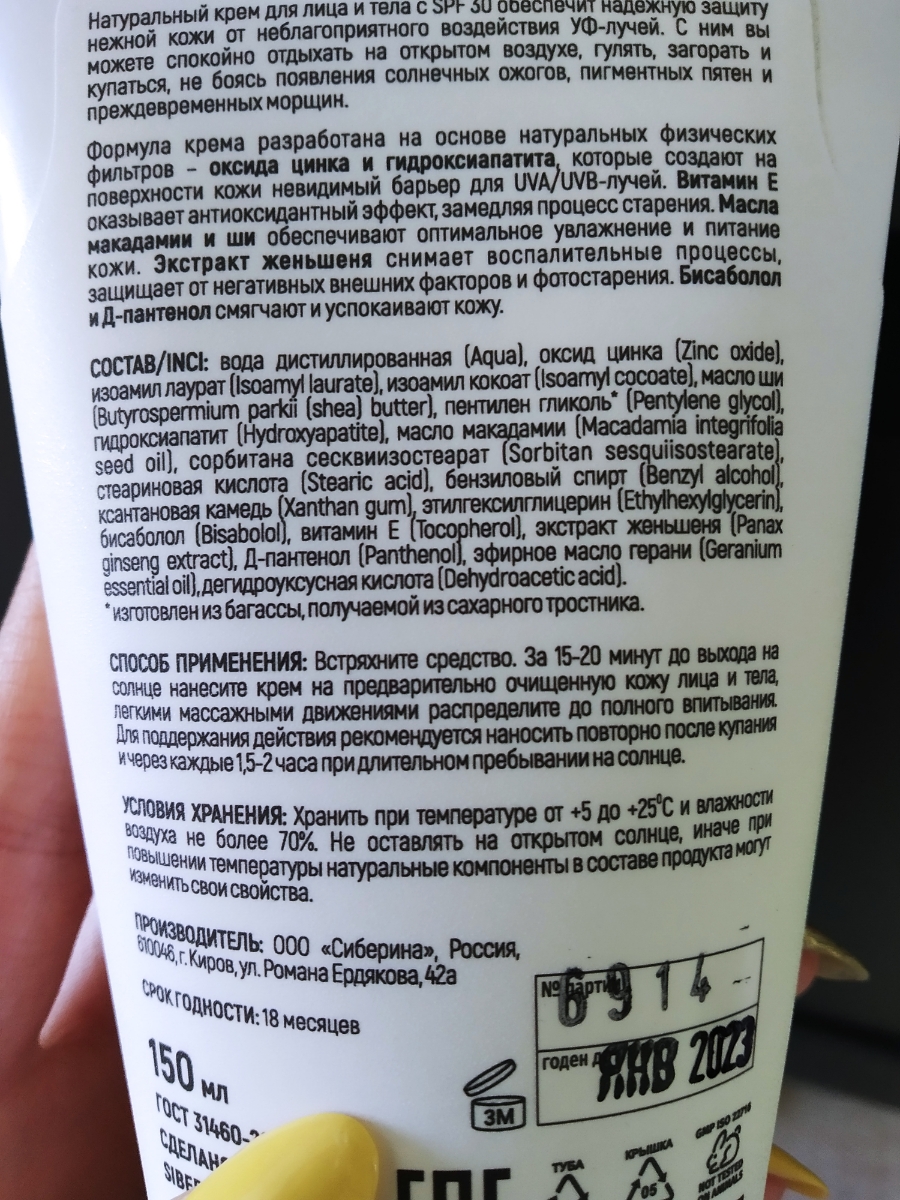 Натуральный крем для лица и тела с SPF 30 обеспечит надежную защиту
нежной кожи от неблагоприятного воздействия УФ-лучей. С ним вы
можете спокойно отдыхать на открытом воздухе, гулять, загорать и
купаться, не боясь появления солнечных ожогов, пигментных пятен и
преждевременных морщин.
Формула крема разработана на основе натуральных физических
фильтров – оксида цинка и гидроксиапатита, которые создают на
поверхности кожи невидимый барьер для UVA/UVB-лучей. Витамин Е
оказывает антиоксидантный эффект, замедляя процесс старения. Масла
макадамии и ши обеспечивают оптимальное увлажнение и питание
кожи. Экстракт женьшеня снимает воспалительные процессы,
защищает от негативных внешних факторов и фотостарения. Бисаболол
и Д-пантенол смягчают и успокаивают кожу.
СОСТАВ/INCI: вода дистиллированная (Aqua), оксид цинка (Zinc oxide),
изоамил лаурат (Isoamyl laurate), изоамил кокоат (Isoamyl cocoate), масло ши
(Butyrospermium parkii (shea) butter), пентилен гликоль* (Pentylene glycol),
гидроксиапатит (Hydroxyapatite), масло макадамии (Macadamia integrifolia
seed oil), сорбитана сесквиизостеарат (Sorbitan sesquiisostearate),
стеариновая кислота (Stearic acid), бензиловый спирт (Benzyl alcohol),
ксантановая камедь (Xanthan gum), этилгексилглицерин (Ethylhexylglycerin),
бисаболол (Bisabolol), витамин Е (Tocopherol), экстракт женьшеня (Panax
ginseng extract), Д-пантенол (Panthenol), эфирное масло герани (Geranium
essential oil), дегидроуксусная кислота (Dehydroacetic acid).
*изготовлен из багассы, получаемой из сахарного тростника.
СПОСОБ ПРИМЕНЕНИЯ: Встряхните средство. За 15-20 минут до выхода на
солнце нанесите крем на предварительно очищенную кожу лица и тела,
легкими массажными движениями распределите до полного впитывания.
Для поддержания действия рекомендуется наносить повторно после купания
и через каждые 1,5-2 часа при длительном пребывании на солнце.
УСЛОВИЯ ХРАНЕНИЯ: Хранить при температуре от +5 до +25°С и влажности
воздуха не более 70%. Не оставлять на открытом солнце, иначе при
повышении температуры натуральные компоненты в составе продукта могут
изменить свои свойства.
ПРОИЗВОДИТЕЛЬ: ООО «Сиберина», Россия,
610046, г. Киров, ул. Романа Ердякова, 42а
СРОК ГОДНОСТИ: 18 месяцев
№ партии 6914
годен ЯНВ 2023
150 мл
3М
ГОСТ 31460-2
СДЕЛАН
SIBER
ТУБА
КРЫШКА
05
GMP ISO 22716
NOT TESTED
ON ANIMALS